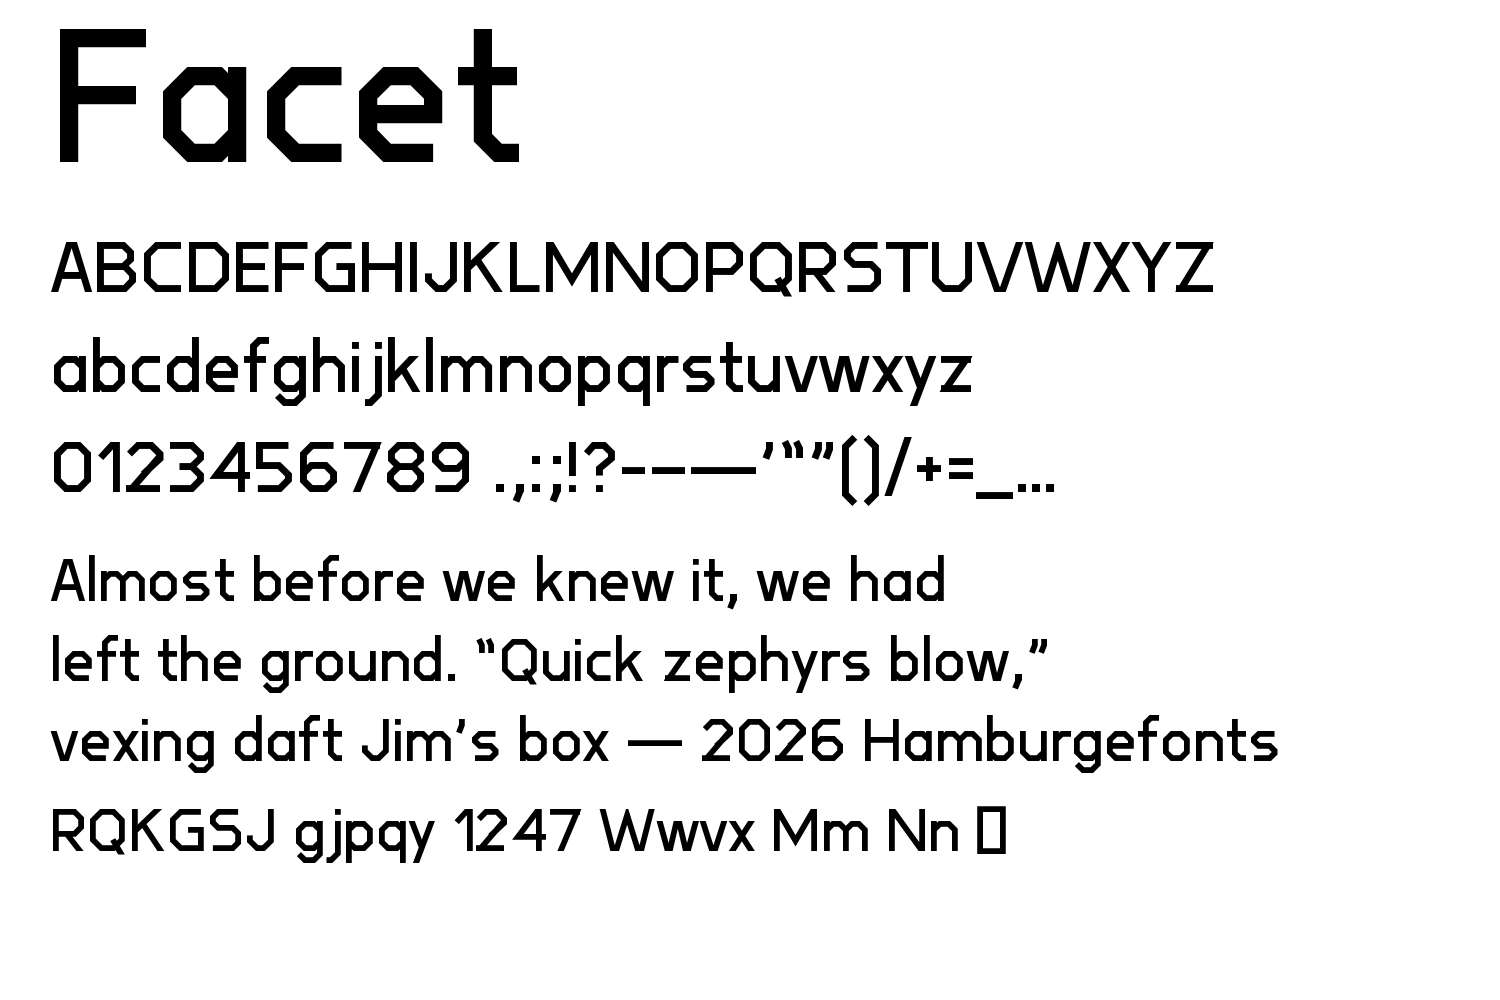 Facet
ABCDEFGHIJKLMNOPQRSTUVWXYZ
abcdefghijklmnopqrstuvwxyz
0123456789 .,:;!?-–—’“”()/+=_…
Almost before we knew it, we had
left the ground. “Quick zephyrs blow,”
vexing daft Jim’s box — 2026 Hamburgefonts
RQKGSJ gjpqy 1247 Wwvx Mm Nn □